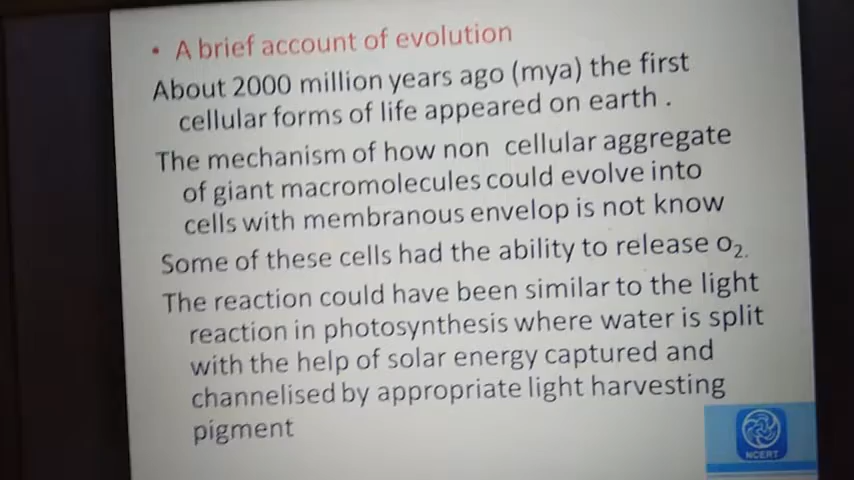 • A brief account of evolution
About 2000 million years ago (mya) the first
cellular forms of life appeared on earth .
The mechanism of how non cellular aggregate
of giant macromolecules could evolve into
cells with membranous envelop is not know
Some of these cells had the ability to release o₂.
The reaction could have been similar to the light
reaction in photosynthesis where water is split
with the help of solar energy captured and
channelised by appropriate light harvesting
pigment
NCERT